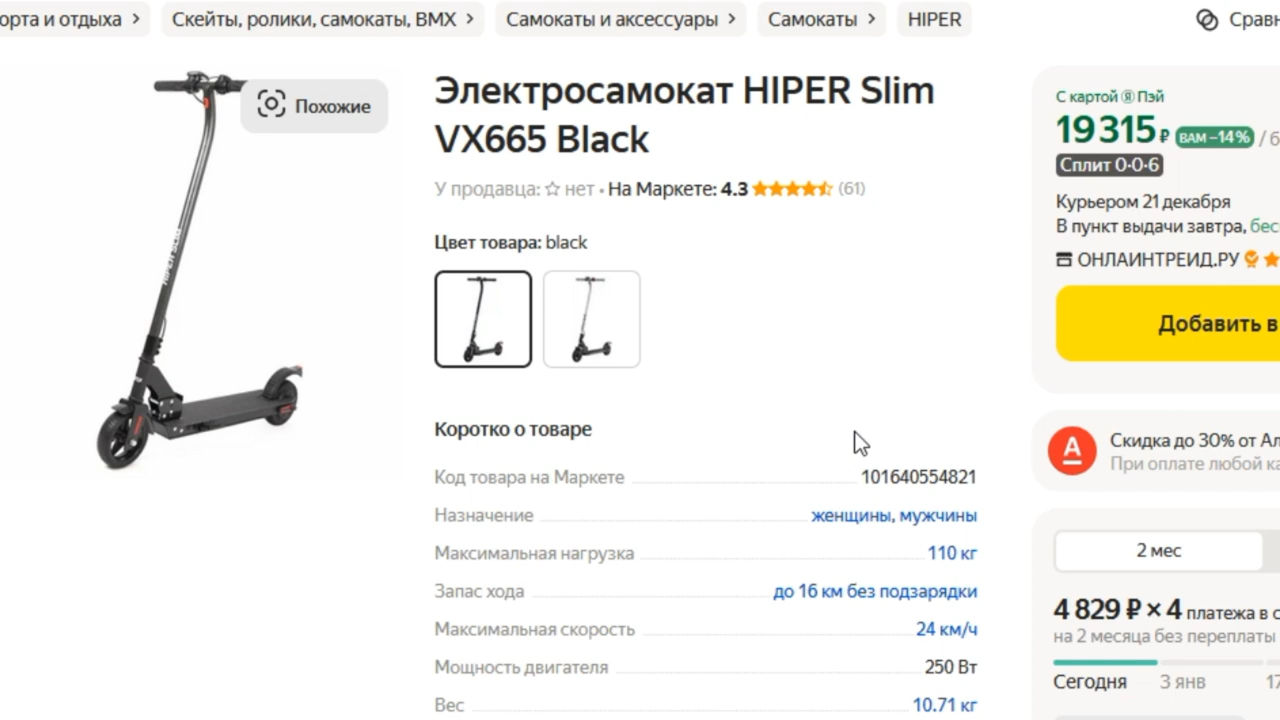 орта и отдыха
Скейты, ролики, самокаты, BMX
Самокаты и аксессуары
Самокаты
HIPER
Сравн
Похожие
Электросамокат HIPER Slim
VX665 Black
У продавца: нет • На Маркете: 4.3 (61)
Цвет товара: black
Коротко о товаре
Код товара на Маркете 101640554821
Назначение женщины, мужчины
Максимальная нагрузка 110 кг
Запас хода до 16 км без подзарядки
Максимальная скорость 24 км/ч
Мощность двигателя 250 Вт
Вес 10.71 кг
С картой Я Пэй
19 315 ₽ ВАМ –14% / б
Сплит 0-0-6
Курьером 21 декабря
В пункт выдачи завтра, бес
ОНЛАИНТРЕИД.РУ
Добавить в
А
Скидка до 30% от Ал
При оплате любой ка
2 мес
4 829 ₽ × 4 платежа в с
на 2 месяца без переплаты
Сегодня 3 янв 17